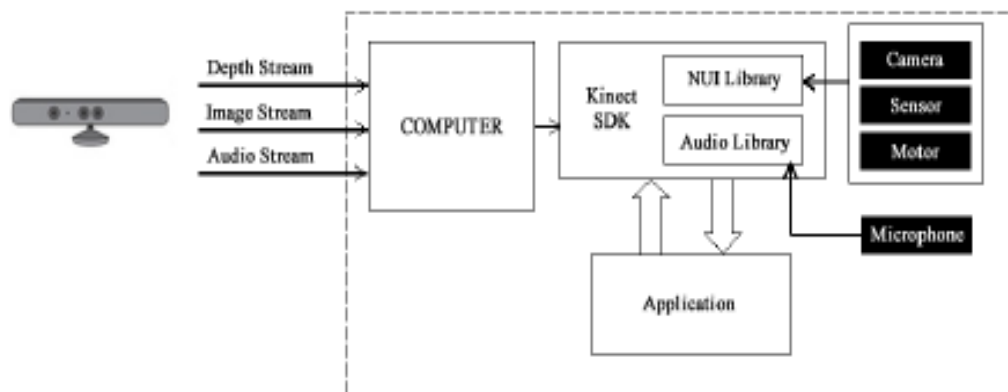 Depth Stream
Image Stream
Audio Stream
COMPUTER
Kinect
SDK
NUI Library
Audio Library
Camera
Sensor
Motor
Microphone
Application